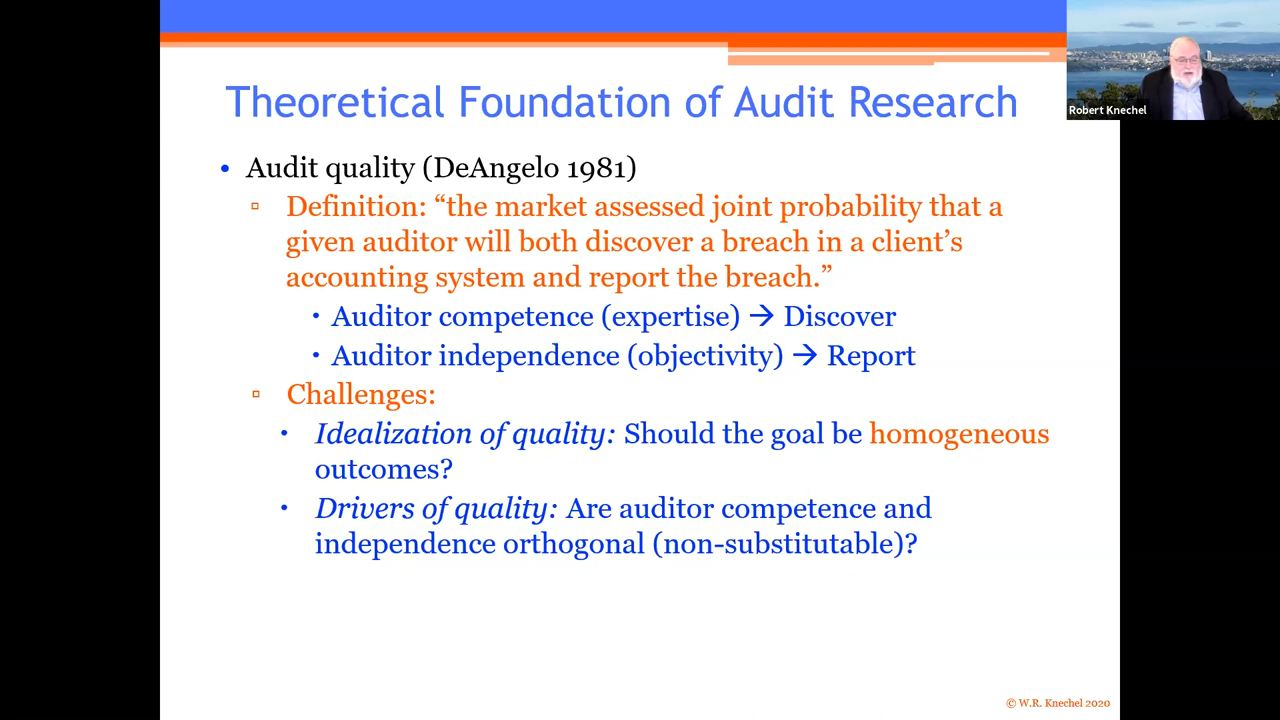 Theoretical Foundation of Audit Research
Robert Knechel
• Audit quality (DeAngelo 1981)
▫ Definition: “the market assessed joint probability that a
given auditor will both discover a breach in a client’s
accounting system and report the breach.”
• Auditor competence (expertise) → Discover
• Auditor independence (objectivity) → Report
▫ Challenges:
• Idealization of quality: Should the goal be homogeneous
outcomes?
• Drivers of quality: Are auditor competence and
independence orthogonal (non-substitutable)?
© W.R. Knechel 2020